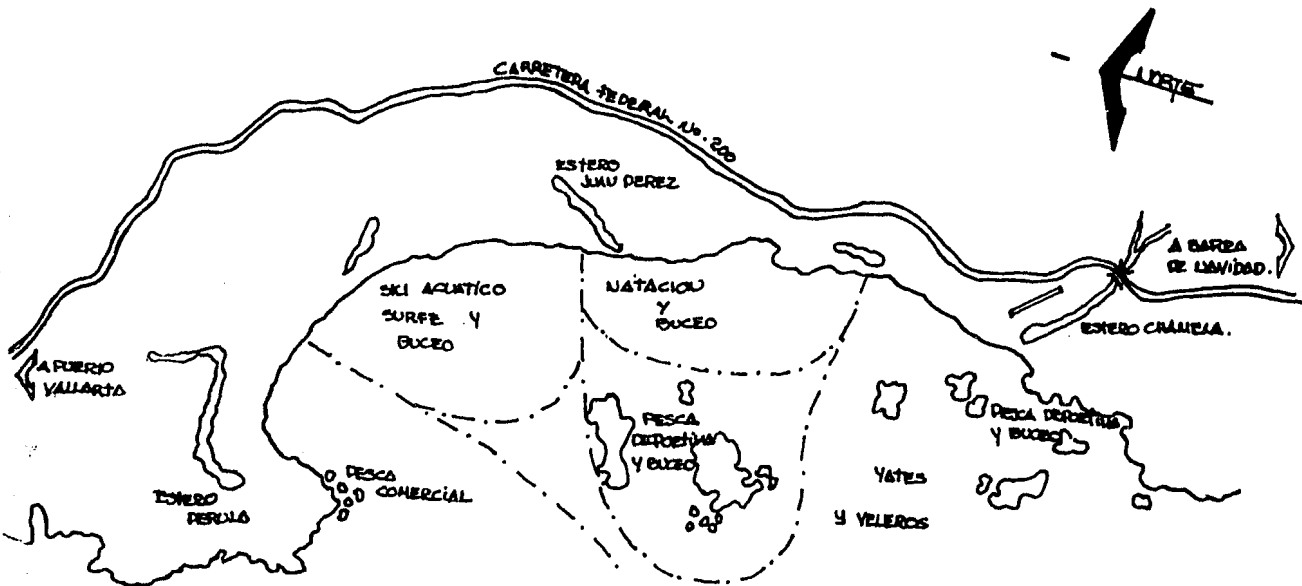 CARRETERA FEDERAL No. 200
NORTE
ESTERO
JUAN PEREZ
A BARRA
DE NAVIDAD.
SKI ACUATICO
SURFE Y
BUCEO
NATACION
Y
BUCEO
ESTERO CHAMELA.
A PUERTO
VALLARTA
PESCA
DEPORTIVA
Y BUCEO
PESCA DEPORTIVA
Y BUCEO
PESCA
COMERCIAL
YATES
Y VELEROS
ESTERO
PERULA